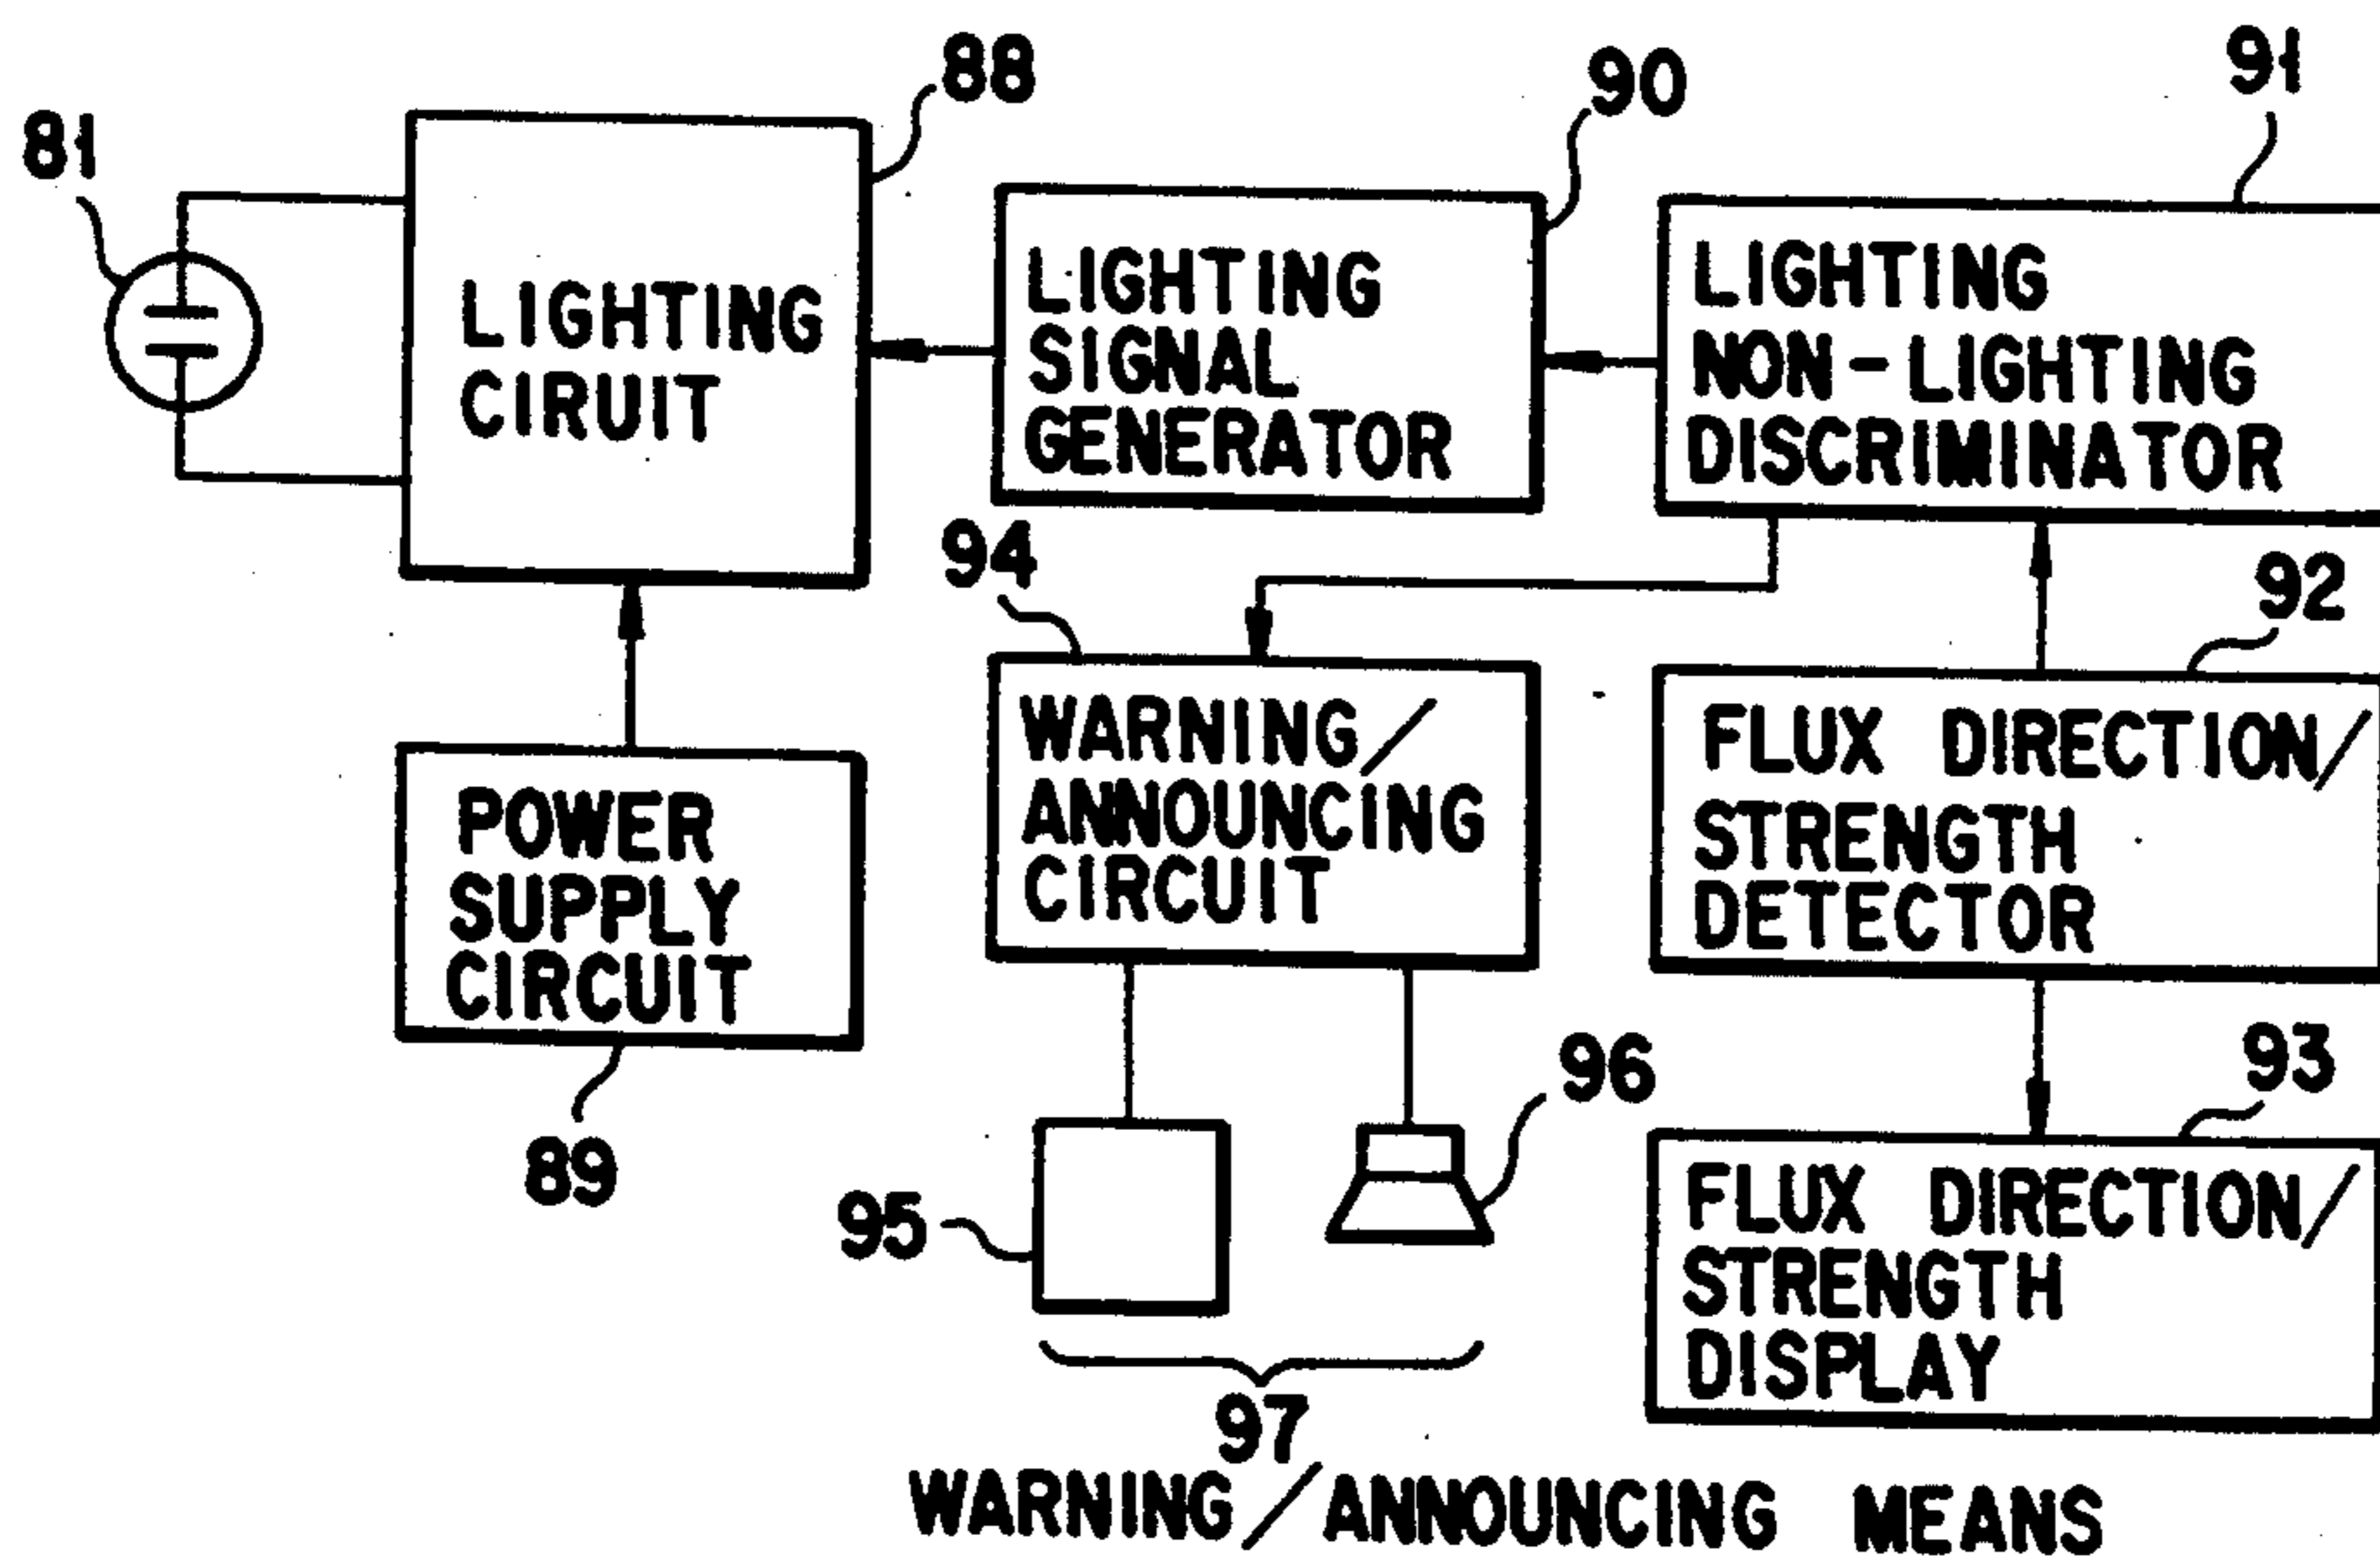 81
88
90
91
LIGHTING
CIRUIT
LIGHTING
SIGNAL
GENERATOR
LIGHTING
NON-LIGHTING
DISCRIMINATOR
94
92
POWER
SUPPLY
CIRCUIT
89
WARNING/
ANNOUNCING
CIRCUIT
FLUX DIRECTION/
STRENGTH
DETECTOR
95
96
93
FLUX DIRECTION/
STRENGTH
DISPLAY
97
WARNING/ANNOUNCING MEANS